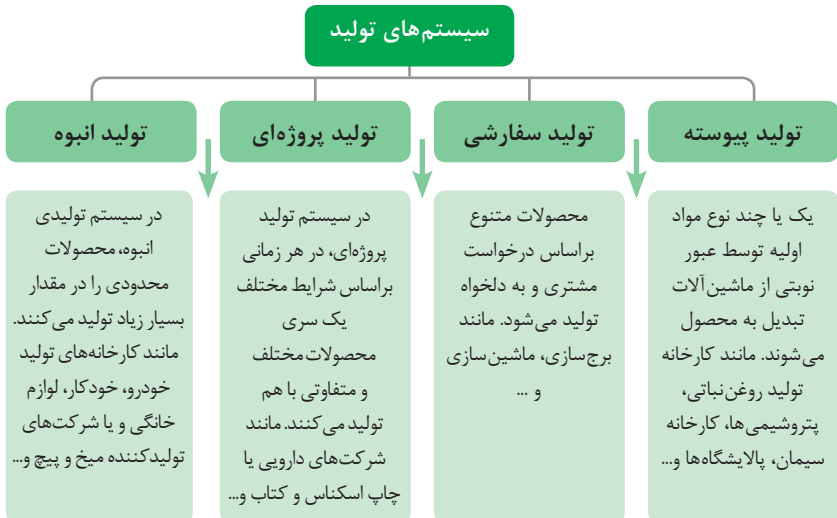 سیستم‌های تولید
تولید پیوسته
یک یا چند نوع مواد
اولیه توسط عبور
نوبتی از ماشین‌آلات
تبدیل به محصول
می‌شوند. مانند کارخانه
تولید روغن‌نباتی،
پتروشیمی‌ها، کارخانه
سیمان، پالایشگاه‌ها و...
تولید سفارشی
محصولات متنوع
براساس درخواست
مشتری و به دلخواه
تولید می‌شود. مانند
برج‌سازی، ماشین‌سازی
و ...
تولید پروژه‌ای
در سیستم تولید
پروژه‌ای، در هر زمانی
براساس شرایط مختلف
یک سری
محصولات مختلف
و متفاوتی با هم
تولید می‌کنند. مانند
شرکت‌های دارویی یا
چاپ اسکناس و کتاب و...
تولید انبوه
در سیستم تولیدی
انبوه، محصولات
محدودی را در مقدار
بسیار زیاد تولید می‌کنند.
مانند کارخانه‌های تولید
خودرو، خودکار، لوازم
خانگی و یا شرکت‌های
تولیدکننده میخ و پیچ و...